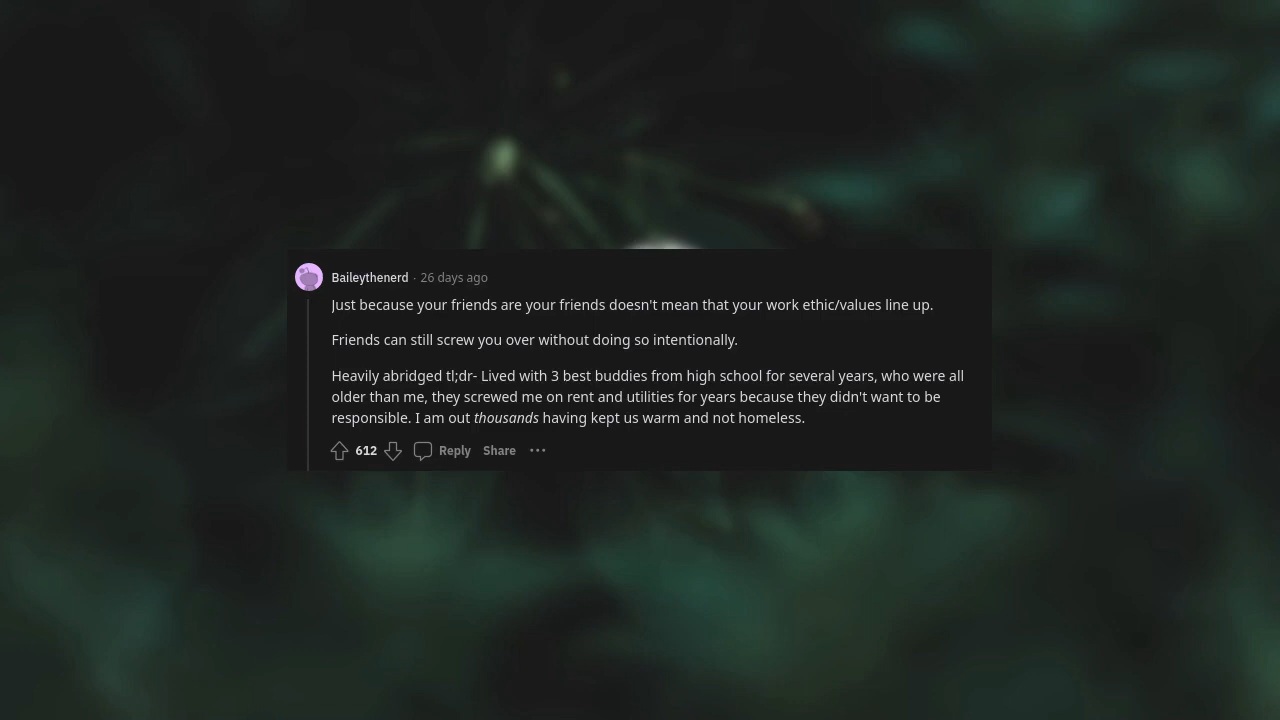 Baileythenerd · 26 days ago
Just because your friends are your friends doesn't mean that your work ethic/values line up.
Friends can still screw you over without doing so intentionally.
Heavily abridged tl;dr- Lived with 3 best buddies from high school for several years, who were all
older than me, they screwed me on rent and utilities for years because they didn't want to be
responsible. I am out thousands having kept us warm and not homeless.
612 Reply Share ···